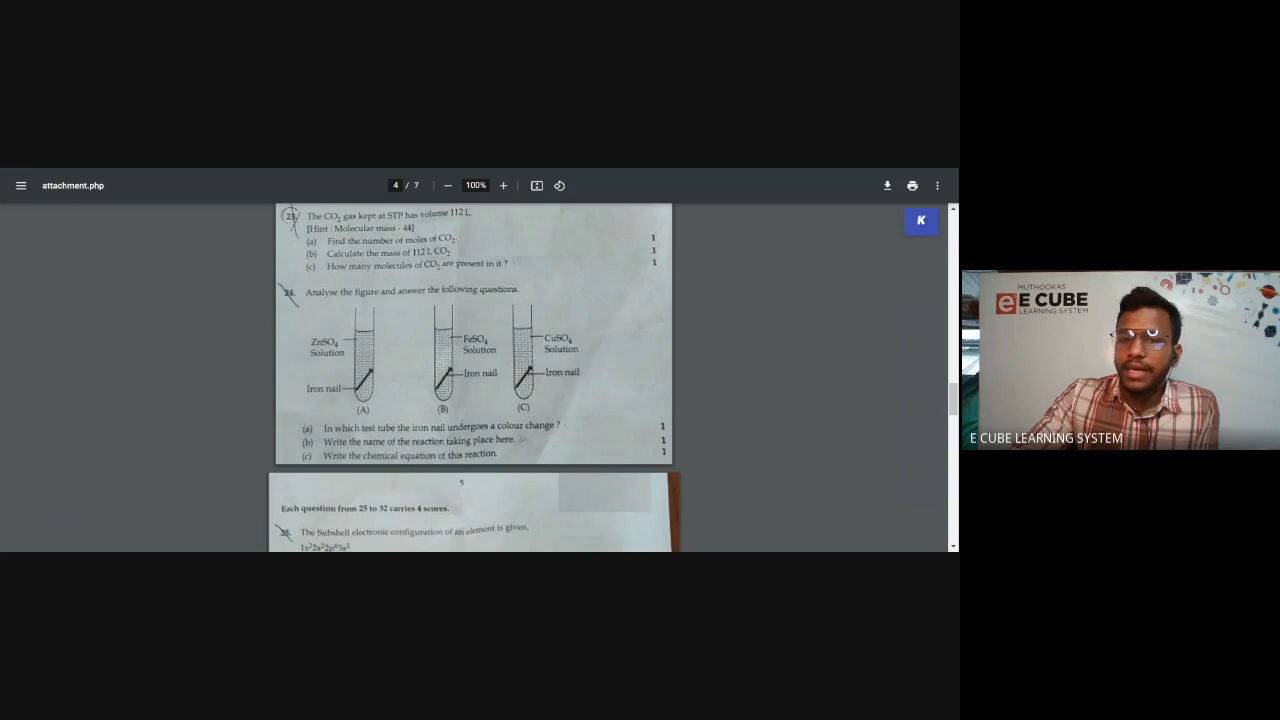 attachment.php
4 / 7
100%
K
23. The CO₂ gas kept at STP has volume 112 L.
[Hint : Molecular mass - 44]
(a) Find the number of moles of CO₂. 1
(b) Calculate the mass of 112 L CO₂. 1
(c) How many molecules of CO₂ are present in it ? 1
24. Analyse the figure and answer the following questions.
ZnSO₄
Solution
Iron nail
(A)
FeSO₄
Solution
Iron nail
(B)
CuSO₄
Solution
Iron nail
(C)
(a) In which test tube the iron nail undergoes a colour change ? 1
(b) Write the name of the reaction taking place here. 1
(c) Write the chemical equation of this reaction. 1
5
Each question from 25 to 32 carries 4 scores.
25. The Subshell electronic configuration of an element is given.
1s²2s²2p⁶3s²
MUTHOOKAS
e E CUBE
LEARNING SYSTEM
E CUBE LEARNING SYSTEM